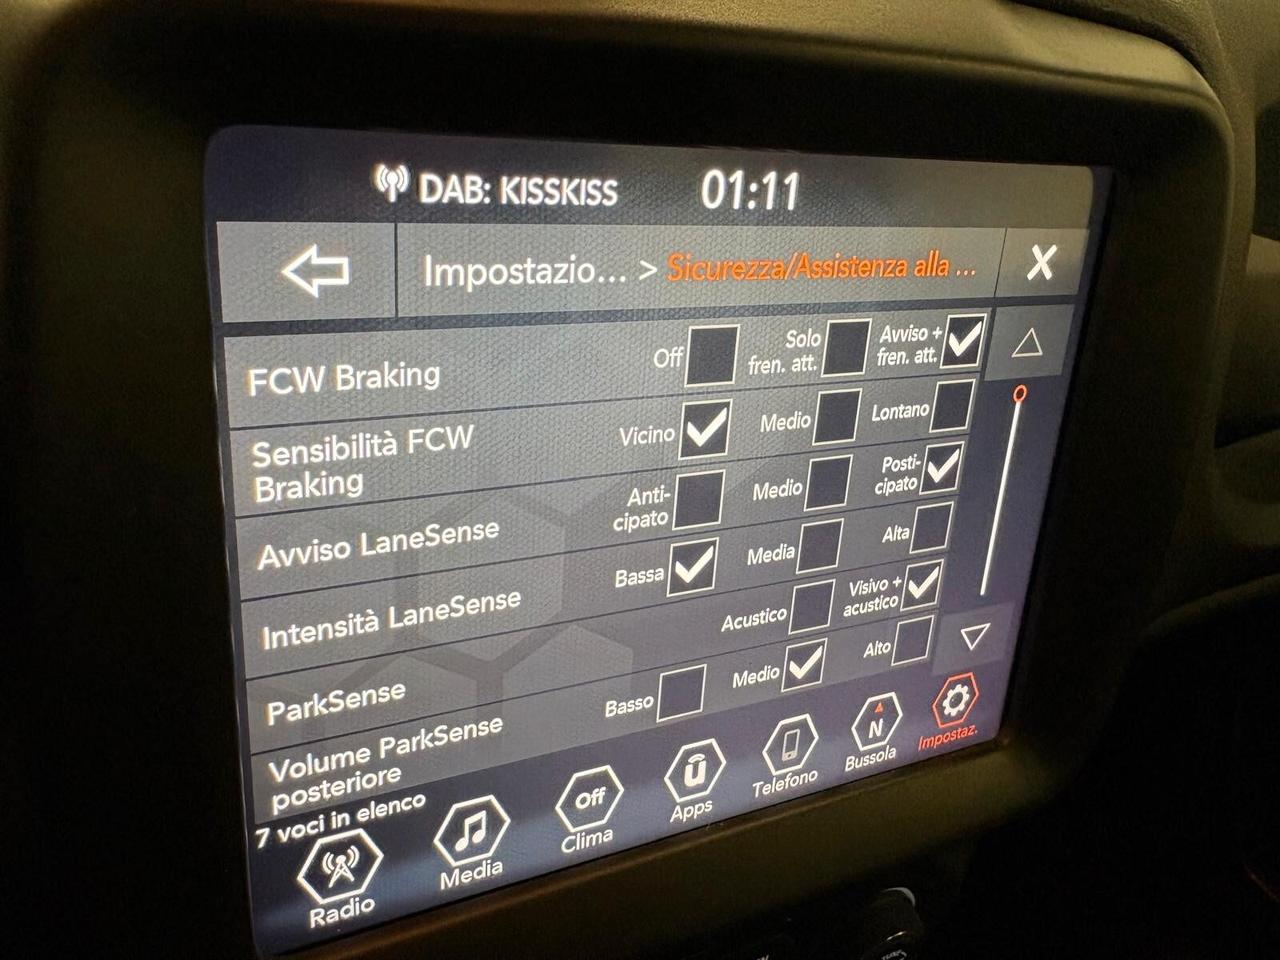 DAB: KISSKISS 01:11
Impostazio... > Sicurezza/Assistenza alla ... X
FCW Braking Off Solo fren. att. Avviso + fren. att.
Sensibilità FCW Braking Vicino Medio Lontano
Avviso LaneSense Anti-cipato Medio Posti-cipato
Intensità LaneSense Bassa Media Alta
ParkSense Acustico Visivo + acustico
Volume ParkSense posteriore Basso Medio Alto
7 voci in elenco
Radio Media Off Clima Apps Telefono N Bussola Impostaz.